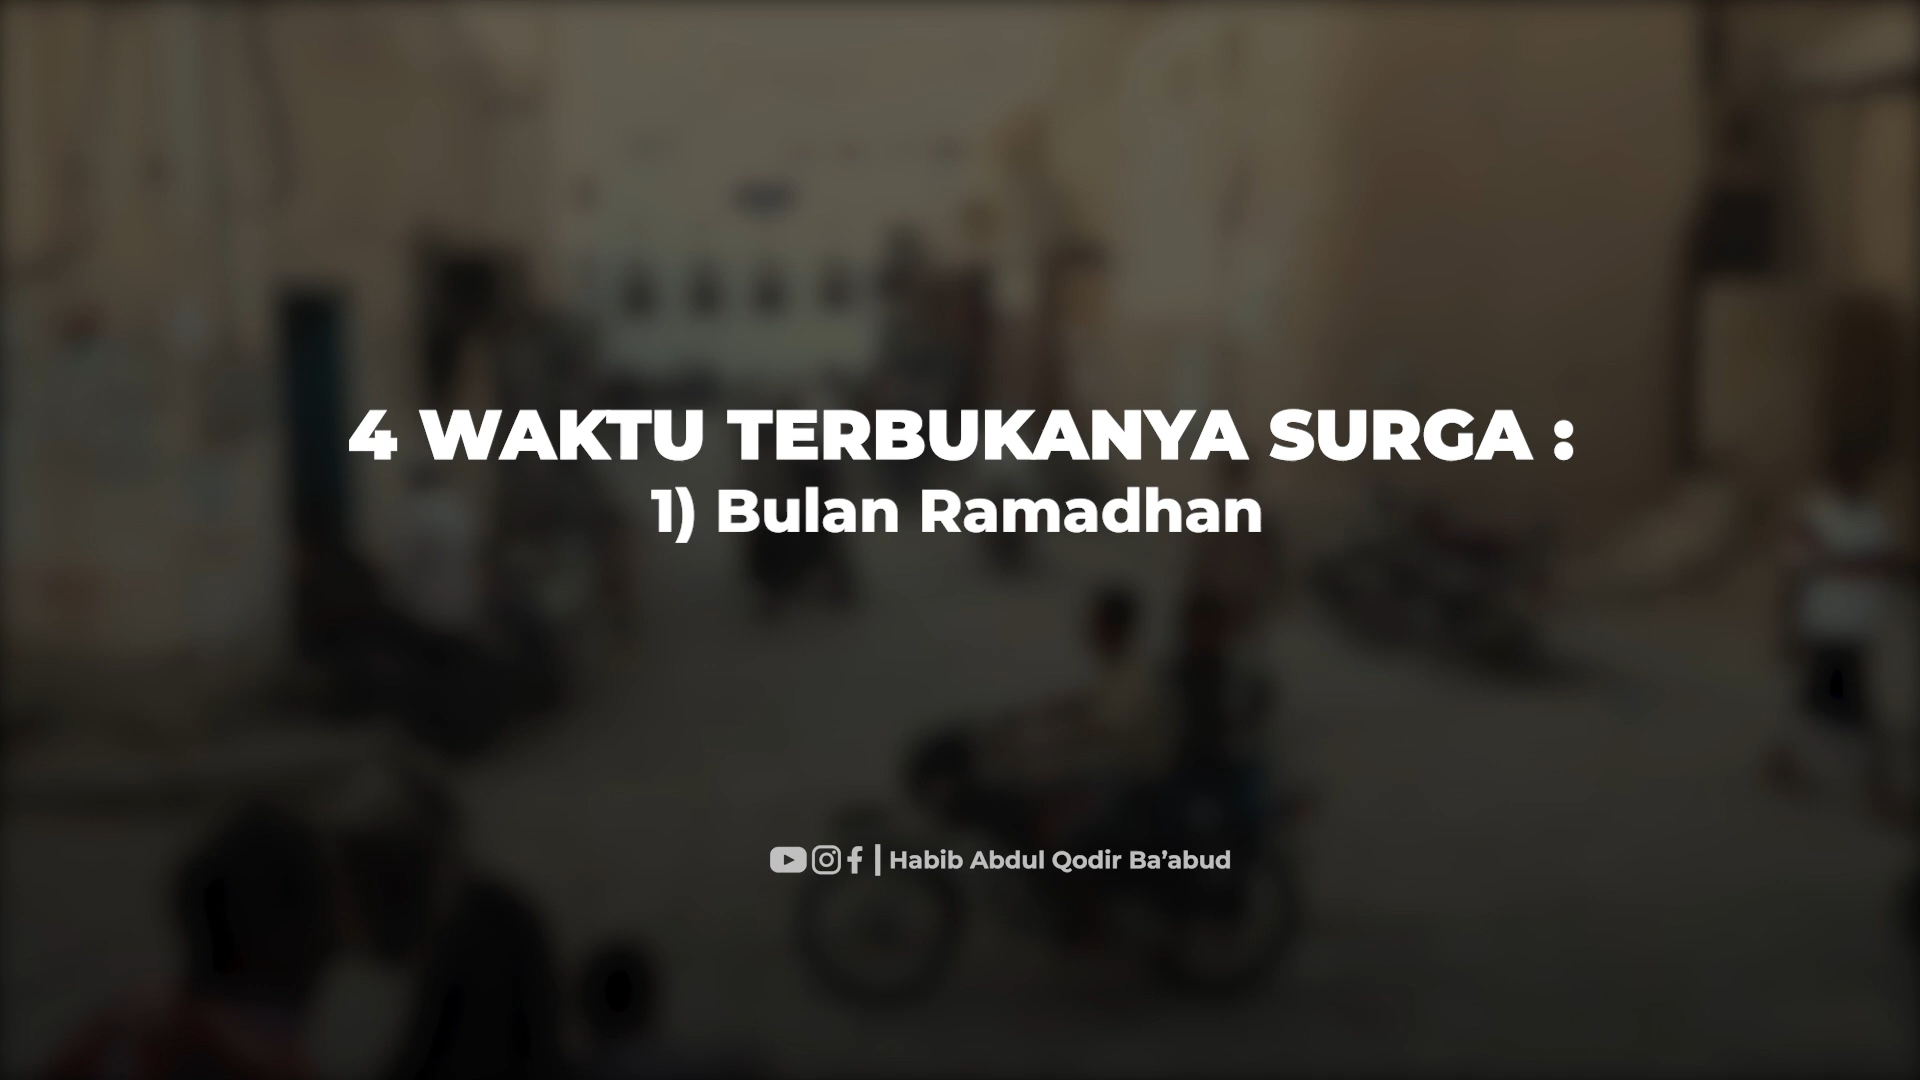 4 WAKTU TERBUKANYA SURGA :
1) Bulan Ramadhan
| Habib Abdul Qodir Ba’abud